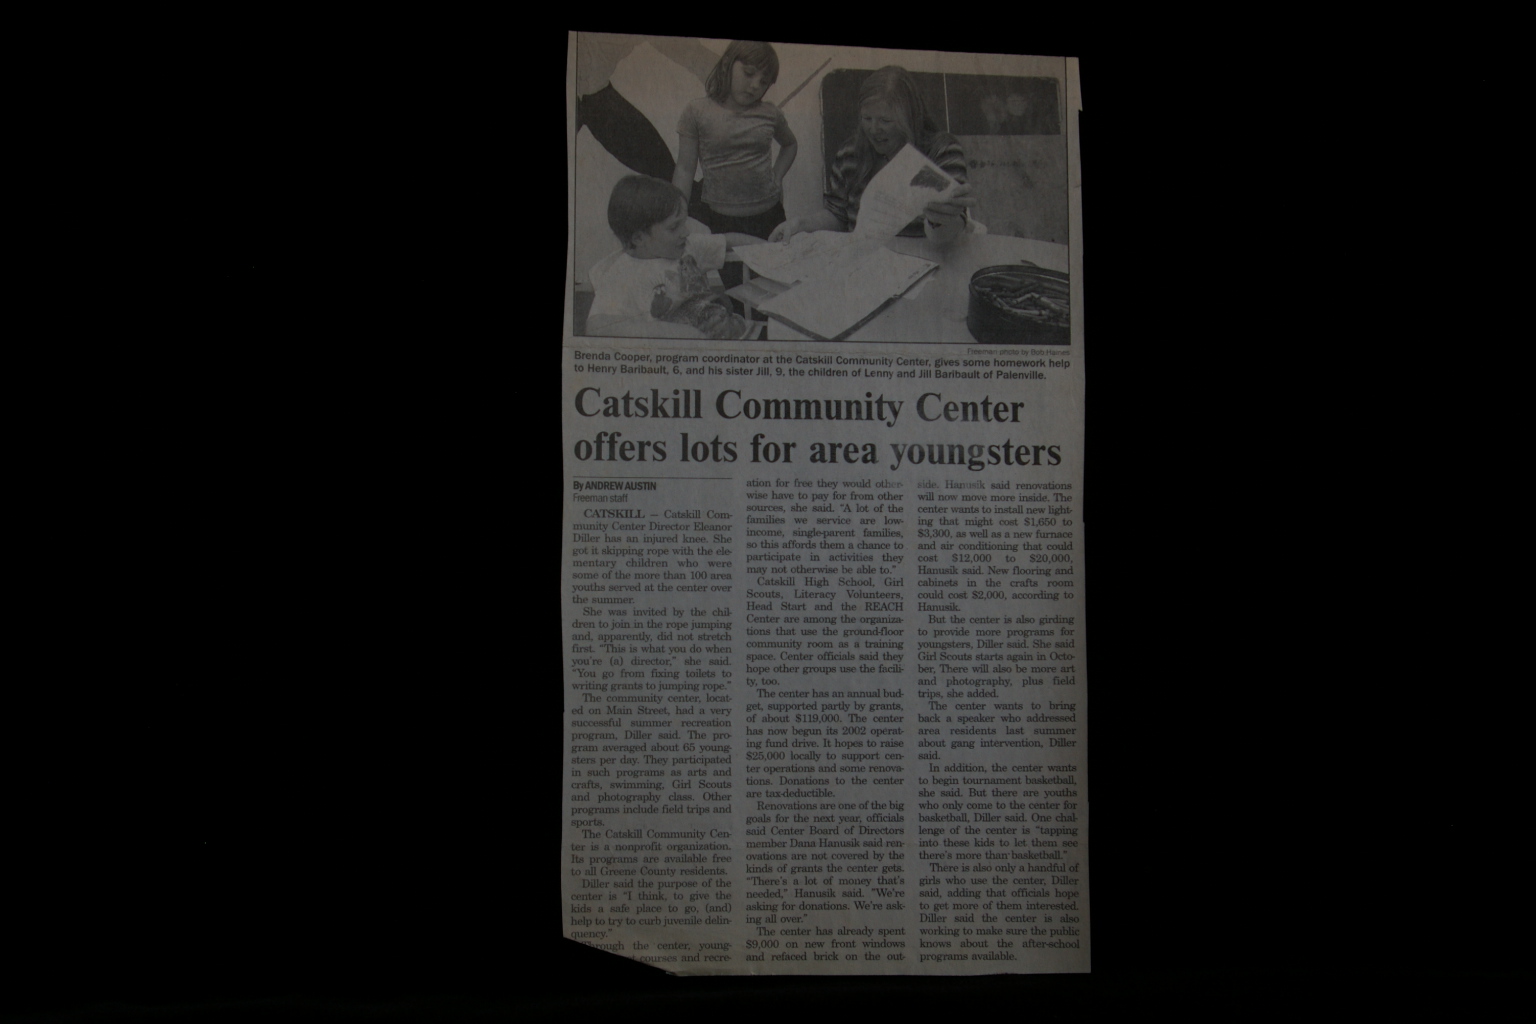 Freeman photo by Bob Haines
Brenda Cooper, program coordinator at the Catskill Community Center, gives some homework help
to Henry Baribault, 6, and his sister Jill, 9, the children of Lenny and Jill Baribault of Palenville.
Catskill Community Center
offers lots for area youngsters
By ANDREW AUSTIN
Freeman staff
CATSKILL — Catskill Com-
munity Center Director Eleanor
Diller has an injured knee. She
got it skipping rope with the ele-
mentary children who were
some of the more than 100 area
youths served at the center over
the summer.
She was invited by the chil-
dren to join in the rope jumping
and, apparently, did not stretch
first. "This is what you do when
you're (a) director," she said.
"You go from fixing toilets to
writing grants to jumping rope."
The community center, locat-
ed on Main Street, had a very
successful summer recreation
program, Diller said. The pro-
gram averaged about 65 young-
sters per day. They participated
in such programs as arts and
crafts, swimming, Girl Scouts
and photography class. Other
programs include field trips and
sports.
The Catskill Community Cen-
ter is a nonprofit organization.
Its programs are available free
to all Greene County residents.
Diller said the purpose of the
center is "I think, to give the
kids a safe place to go, (and)
help to try to curb juvenile delin-
quency."
Through the center, young-
courses and recre-
ation for free they would other-
wise have to pay for from other
sources, she said. "A lot of the
families we service are low-
income, single-parent families,
so this affords them a chance to
participate in activities they
may not otherwise be able to."
Catskill High School, Girl
Scouts, Literacy Volunteers,
Head Start and the REACH
Center are among the organiza-
tions that use the ground-floor
community room as a training
space. Center officials said they
hope other groups use the facili-
ty, too.
The center has an annual bud-
get, supported partly by grants,
of about $119,000. The center
has now begun its 2002 operat-
ing fund drive. It hopes to raise
$25,000 locally to support cen-
ter operations and some renova-
tions. Donations to the center
are tax-deductible.
Renovations are one of the big
goals for the next year, officials
said Center Board of Directors
member Dana Hanusik said ren-
ovations are not covered by the
kinds of grants the center gets.
"There's a lot of money that's
needed," Hanusik said. "We're
asking for donations. We're ask-
ing all over."
The center has already spent
$9,000 on new front windows
and refaced brick on the out-
side. Hanusik said renovations
will now move more inside. The
center wants to install new light-
ing that might cost $1,650 to
$3,300, as well as a new furnace
and air conditioning that could
cost $12,000 to $20,000,
Hanusik said. New flooring and
cabinets in the crafts room
could cost $2,000, according to
Hanusik.
But the center is also girding
to provide more programs for
youngsters, Diller said. She said
Girl Scouts starts again in Octo-
ber, There will also be more art
and photography, plus field
trips, she added.
The center wants to bring
back a speaker who addressed
area residents last summer
about gang intervention, Diller
said.
In addition, the center wants
to begin tournament basketball,
she said. But there are youths
who only come to the center for
basketball, Diller said. One chal-
lenge of the center is "tapping
into these kids to let them see
there's more than basketball."
There is also only a handful of
girls who use the center, Diller
said, adding that officials hope
to get more of them interested.
Diller said the center is also
working to make sure the public
knows about the after-school
programs available.